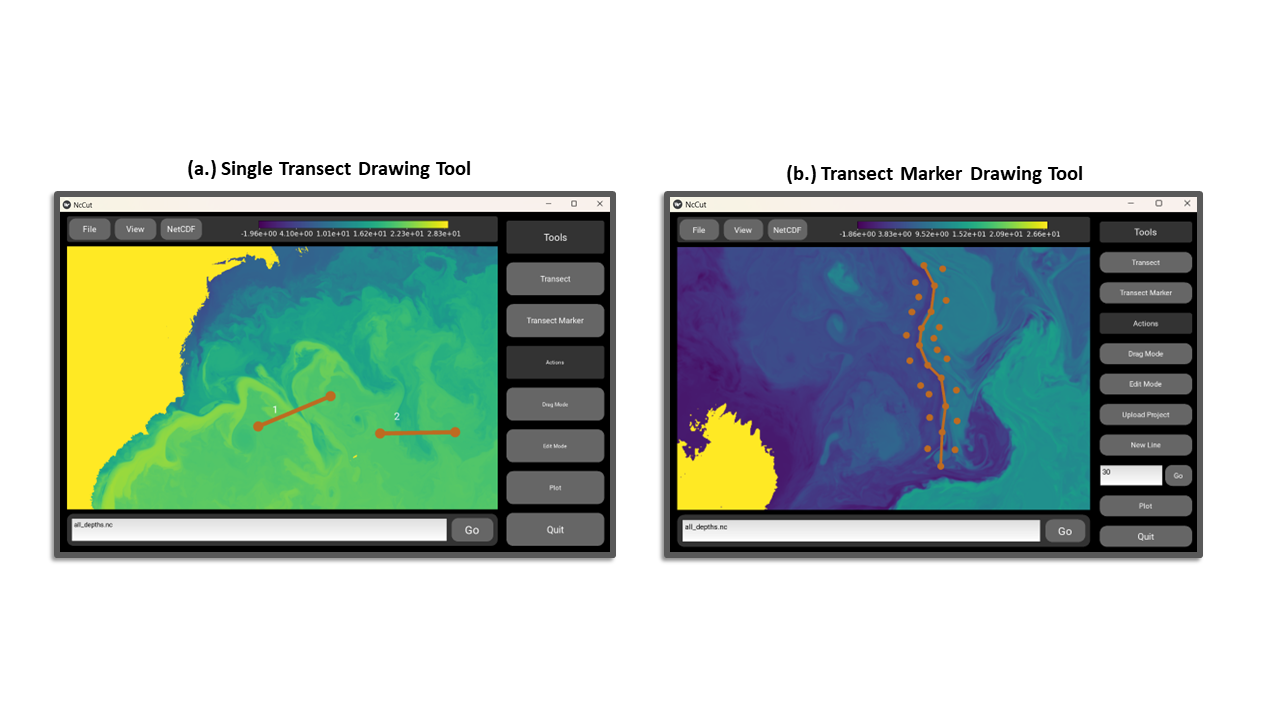 (a.) Single Transect Drawing Tool
NcCut
File View NetCDF
-1.96e+00 4.10e+00 1.01e+01 1.62e+01 2.23e+01 2.83e+01
1
2
Tools
Transect
Transect Marker
Actions
Drag Mode
Edit Mode
Plot
Quit
all_depths.nc
Go
(b.) Transect Marker Drawing Tool
NcCut
File View NetCDF
-1.86e+00 3.83e+00 9.52e+00 1.52e+01 2.09e+01 2.66e+01
Tools
Transect
Transect Marker
Actions
Drag Mode
Edit Mode
Upload Project
New Line
30 Go
Plot
Quit
all_depths.nc
Go